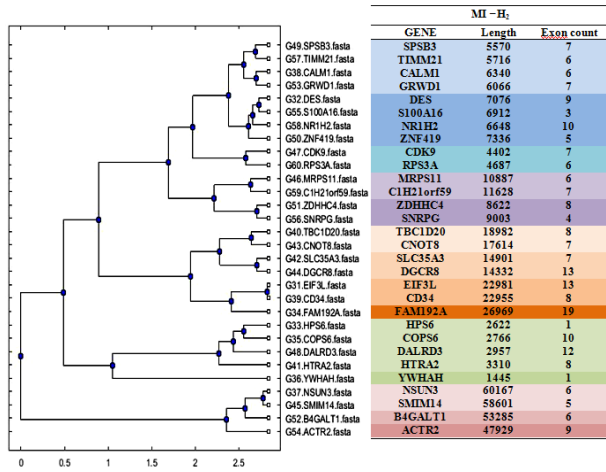 MI – H₂
GENE Length Exon count
G49.SPSB3.fasta SPSB3 5570 7
G57.TIMM21.fasta TIMM21 5716 6
G38.CALM1.fasta CALM1 6340 6
G53.GRWD1.fasta GRWD1 6066 7
G32.DES.fasta DES 7076 9
G55.S100A16.fasta S100A16 6912 3
G58.NR1H2.fasta NR1H2 6648 10
G50.ZNF419.fasta ZNF419 7336 5
G47.CDK9.fasta CDK9 4402 7
G60.RPS3A.fasta RPS3A 4687 6
G46.MRPS11.fasta MRPS11 10887 6
G59.C1H21orf59.fasta C1H21orf59 11628 7
G51.ZDHHC4.fasta ZDHHC4 8622 8
G56.SNRPG.fasta SNRPG 9003 4
G40.TBC1D20.fasta TBC1D20 18982 8
G43.CNOT8.fasta CNOT8 17614 7
G42.SLC35A3.fasta SLC35A3 14901 7
G44.DGCR8.fasta DGCR8 14332 13
G31.EIF3L.fasta EIF3L 22981 13
G39.CD34.fasta CD34 22955 8
G34.FAM192A.fasta FAM192A 26969 19
G33.HPS6.fasta HPS6 2622 1
G35.COPS6.fasta COPS6 2766 10
G48.DALRD3.fasta DALRD3 2957 12
G41.HTRA2.fasta HTRA2 3310 8
G36.YWHAH.fasta YWHAH 1445 1
G37.NSUN3.fasta NSUN3 60167 6
G45.SMIM14.fasta SMIM14 58601 5
G52.B4GALT1.fasta B4GALT1 53285 6
G54.ACTR2.fasta ACTR2 47929 9
0 0.5 1 1.5 2 2.5